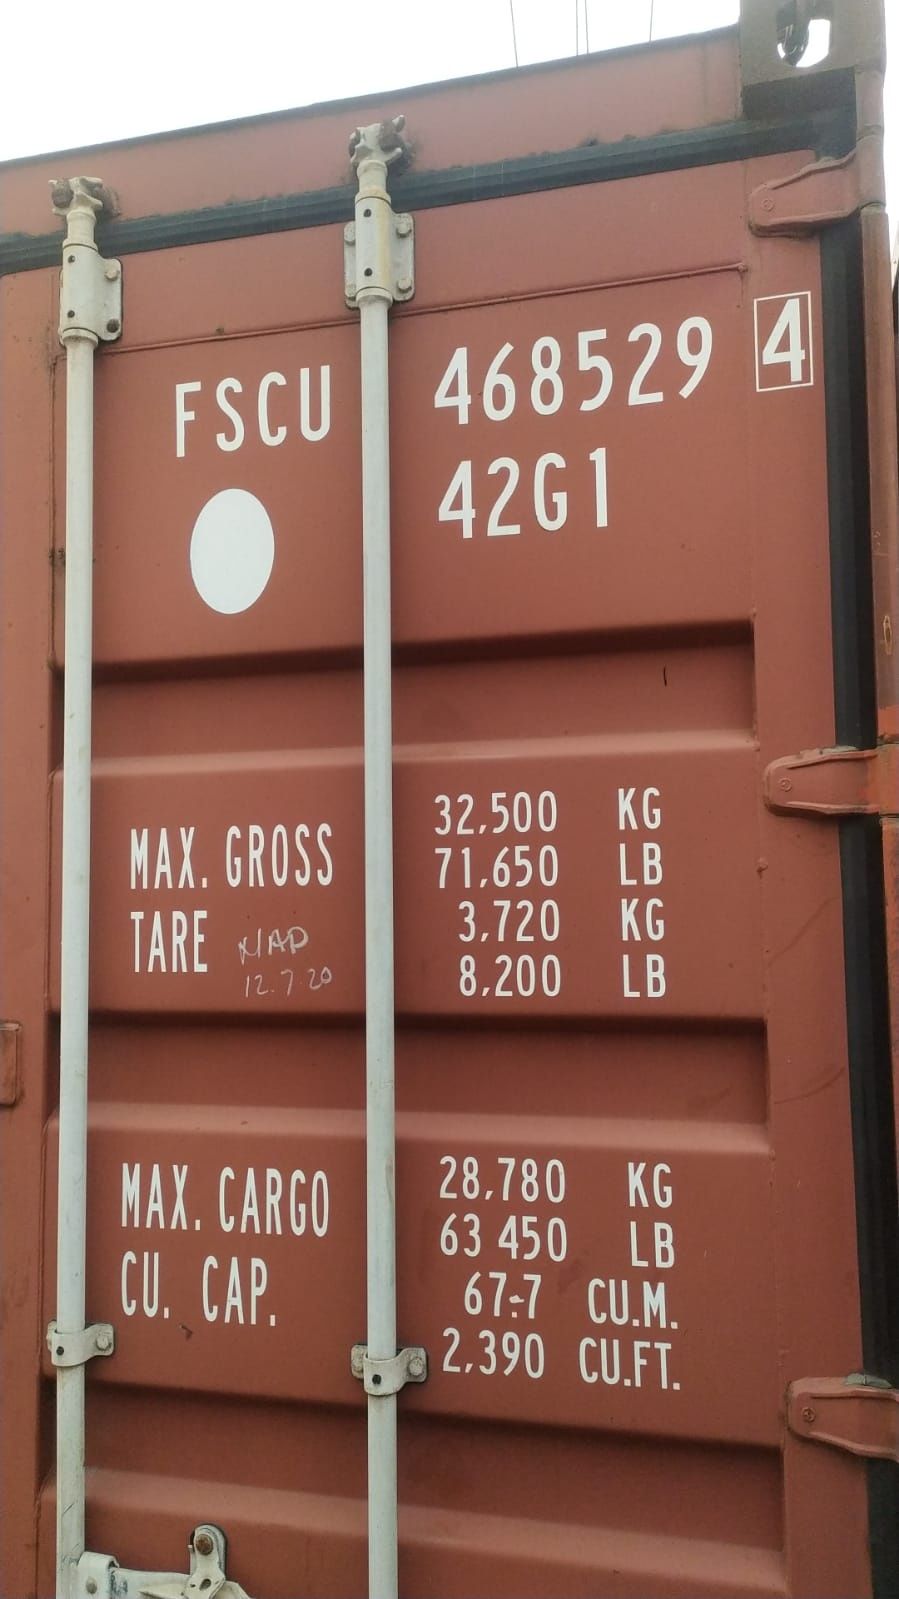 FSCU 468529 4
42G1
MAX. GROSS 32,500 KG
71,650 LB
TARE 3,720 KG
8,200 LB
12.7.20
MAX. CARGO 28,780 KG
63 450 LB
CU. CAP. 67.7 CU.M.
2,390 CU.FT.